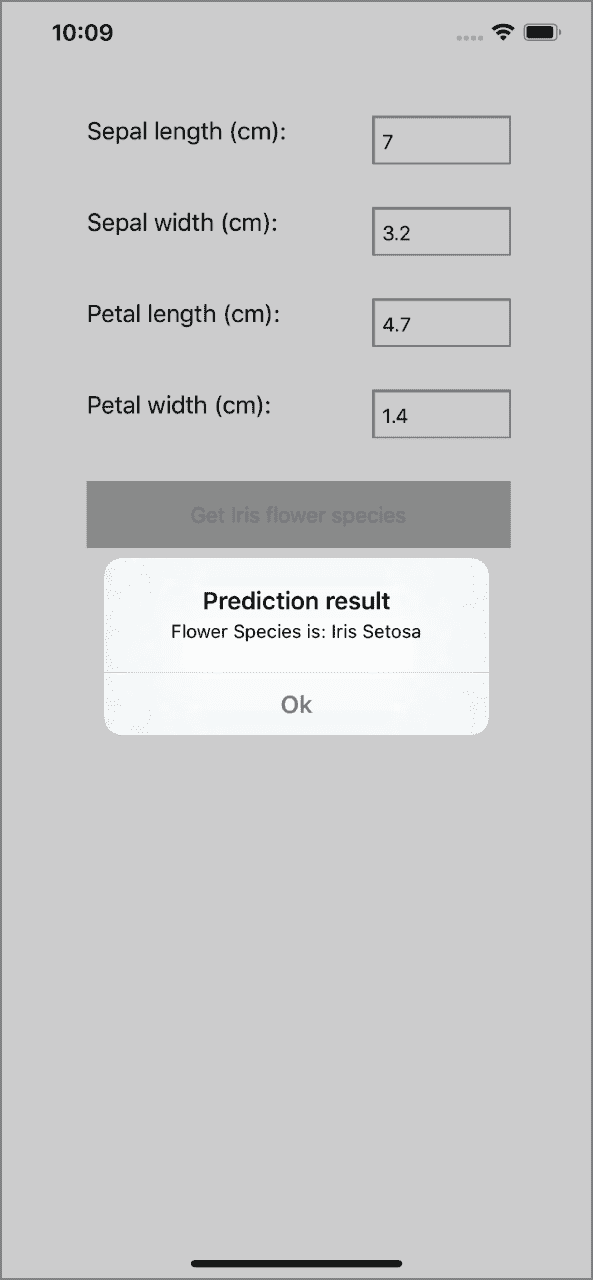 10:09
Sepal length (cm):
7
Sepal width (cm):
3.2
Petal length (cm):
4.7
Petal width (cm):
1.4
Get Iris flower species
Prediction result
Flower Species is: Iris Setosa
Ok